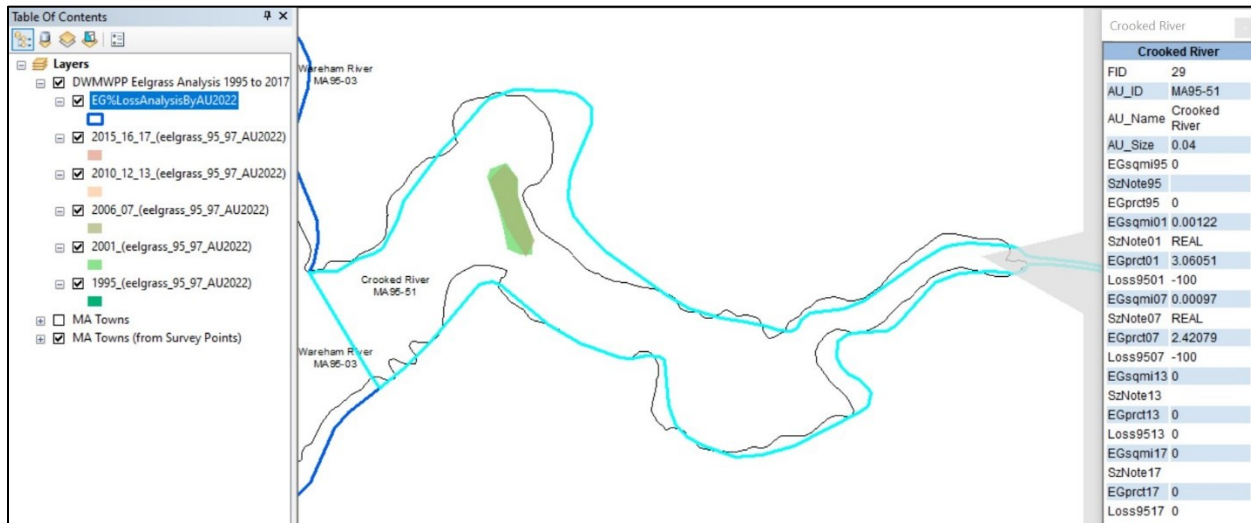 Table Of Contents
Layers
DWMWPP Eelgrass Analysis 1995 to 2017
EG%LossAnalysisByAU2022
2015_16_17_(eelgrass_95_97_AU2022)
2010_12_13_(eelgrass_95_97_AU2022)
2006_07_(eelgrass_95_97_AU2022)
2001_(eelgrass_95_97_AU2022)
1995_(eelgrass_95_97_AU2022)
MA Towns
MA Towns (from Survey Points)
Wareham River
MA95-03
Crooked River
MA95-51
Wareham River
MA95-03
Crooked River
Crooked River
FID 29
AU_ID MA95-51
AU_Name Crooked
River
AU_Size 0.04
EGsqmi95 0
SzNote95
EGprct95 0
EGsqmi01 0.00122
SzNote01 REAL
EGprct01 3.06051
Loss9501 -100
EGsqmi07 0.00097
SzNote07 REAL
EGprct07 2.42079
Loss9507 -100
EGsqmi13 0
SzNote13
EGprct13 0
Loss9513 0
EGsqmi17 0
SzNote17
EGprct17 0
Loss9517 0